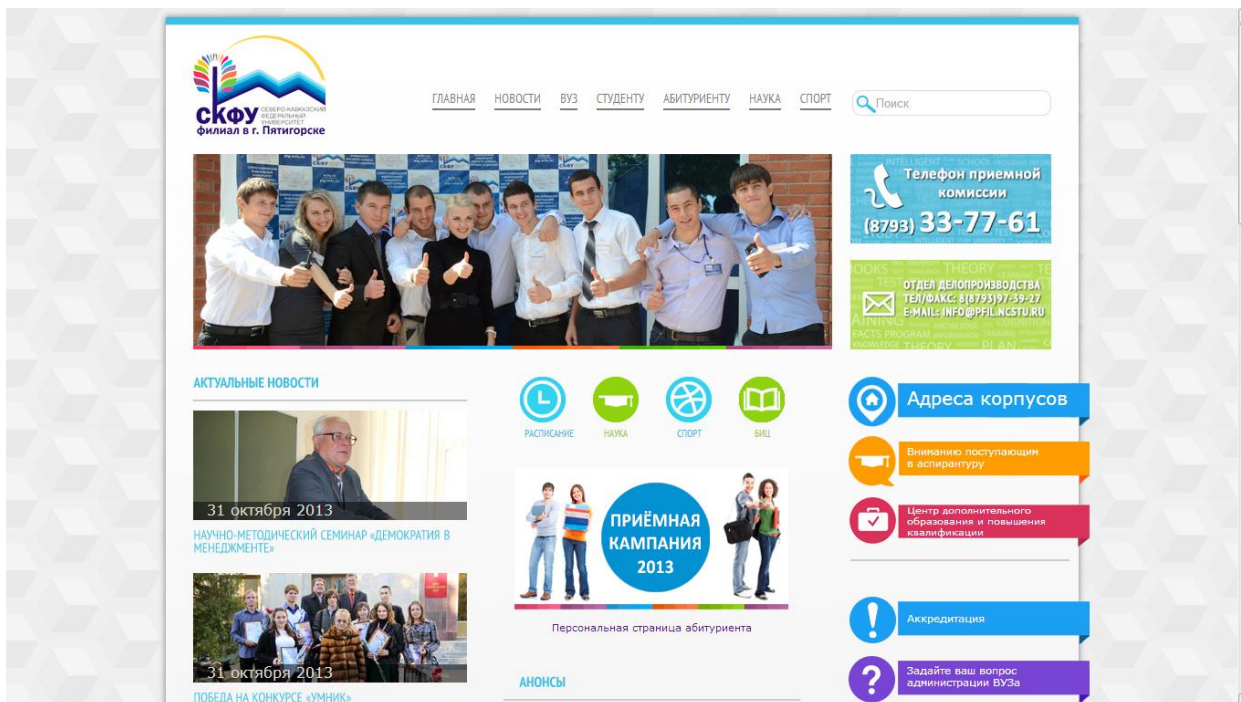 СКФУ
СЕВЕРО-КАВКАЗСКИЙ
ФЕДЕРАЛЬНЫЙ
УНИВЕРСИТЕТ
филиал в г. Пятигорске
ГЛАВНАЯ НОВОСТИ ВУЗ СТУДЕНТУ АБИТУРИЕНТУ НАУКА СПОРТ
Поиск
Телефон приемной
комиссии
(8793) 33-77-61
ОТДЕЛ ДЕЛОПРОИЗВОДСТВА
ТЕЛ/ФАКС: 8(8793)97-39-27
E-MAIL: INFO@PFIL.NCSTU.RU
АКТУАЛЬНЫЕ НОВОСТИ
31 октября 2013
НАУЧНО-МЕТОДИЧЕСКИЙ СЕМИНАР «ДЕМОКРАТИЯ В
МЕНЕДЖМЕНТЕ»
31 октября 2013
ПОБЕДА НА КОНКУРСЕ «УМНИК»
РАСПИСАНИЕ НАУКА СПОРТ БИЦ
ПРИЁМНАЯ
КАМПАНИЯ
2013
Персональная страница абитуриента
АНОНСЫ
Адреса корпусов
Вниманию поступающим
в аспирантуру
Центр дополнительного
образования и повышения
квалификации
Аккредитация
Задайте ваш вопрос
администрации ВУЗа